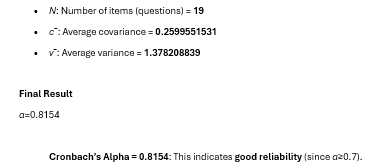 • N: Number of items (questions) = 19
• c¯: Average covariance = 0.2599551531
• v¯: Average variance = 1.378208839
Final Result
α=0.8154
Cronbach's Alpha = 0.8154: This indicates good reliability (since α≥0.7).